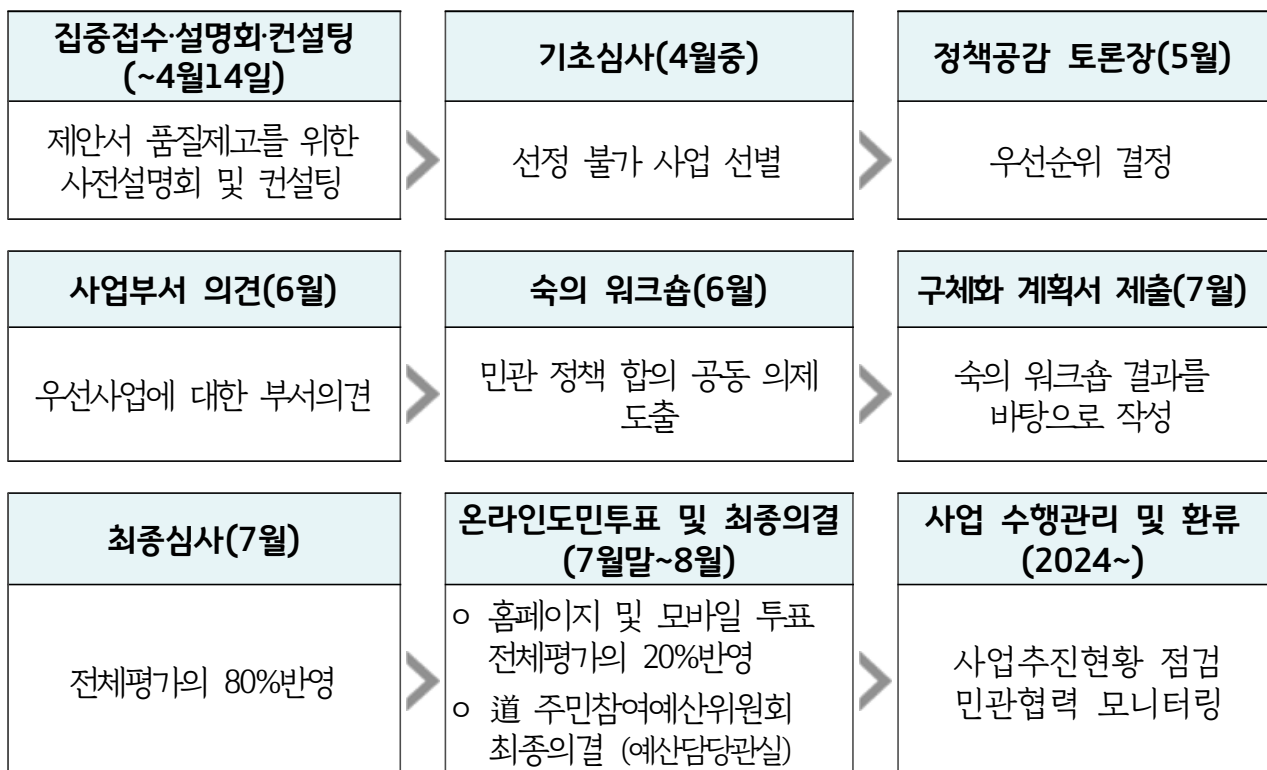 집중접수·설명회·컨설팅
(~4월14일)
제안서 품질제고를 위한
사전설명회 및 컨설팅
기초심사(4월중)
선정 불가 사업 선별
정책공감 토론장(5월)
우선순위 결정
사업부서 의견(6월)
우선사업에 대한 부서의견
숙의 워크숍(6월)
민관 정책 합의 공동 의제
도출
구체화 계획서 제출(7월)
숙의 워크숍 결과를
바탕으로 작성
최종심사(7월)
전체평가의 80%반영
온라인도민투표 및 최종의결
(7월말~8월)
ㅇ 홈페이지 및 모바일 투표
전체평가의 20%반영
ㅇ 道 주민참여예산위원회
최종의결 (예산담당관실)
사업 수행관리 및 환류
(2024~)
사업추진현황 점검
민관협력 모니터링